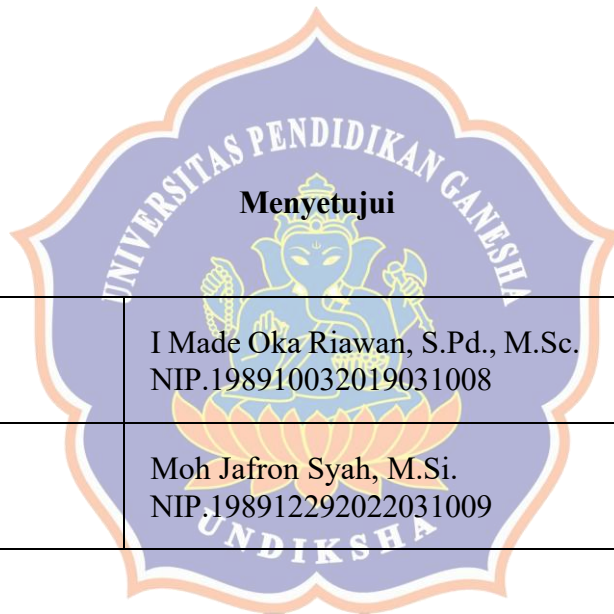 UNIVERSITAS PENDIDIKAN GANESHA
Menyetujui
I Made Oka Riawan, S.Pd., M.Sc.
NIP.198910032019031008
Moh Jafron Syah, M.Si.
NIP.198912292022031009
UNDIKSHA